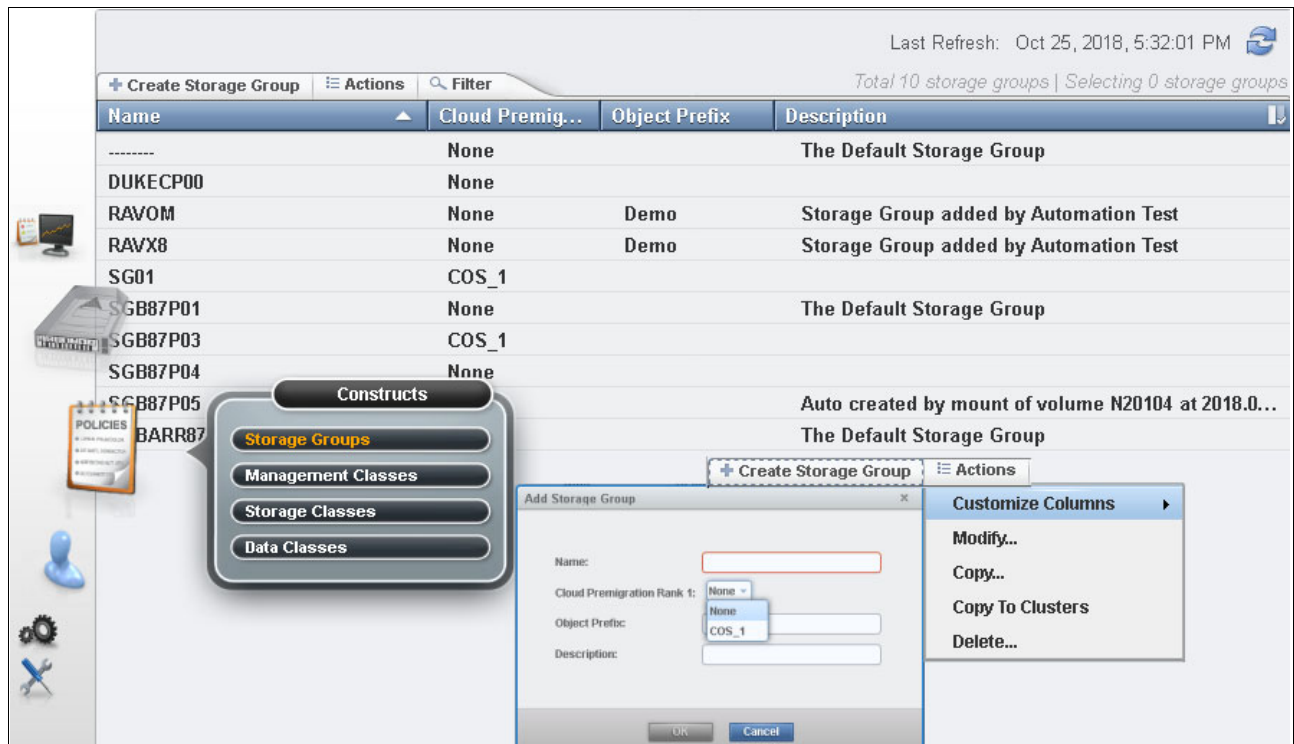 Last Refresh: Oct 25, 2018, 5:32:01 PM
Create Storage Group Actions Filter
Total 10 storage groups | Selecting 0 storage groups
Name Cloud Premig... Object Prefix Description
-------- None The Default Storage Group
DUKECP00 None
RAVOM None Demo Storage Group added by Automation Test
RAVX8 None Demo Storage Group added by Automation Test
SG01 COS_1
SGB87P01 None The Default Storage Group
SGB87P03 COS_1
SGB87P04 None
SGB87P05 Auto created by mount of volume N20104 at 2018.0...
BARR87 The Default Storage Group
POLICIES
Constructs
Storage Groups
Management Classes
Storage Classes
Data Classes
Create Storage Group Actions
Add Storage Group x
Name:
Cloud Premigration Rank 1: None
None
COS_1
Object Prefix:
Description:
OK Cancel
Customize Columns
Modify...
Copy...
Copy To Clusters
Delete...